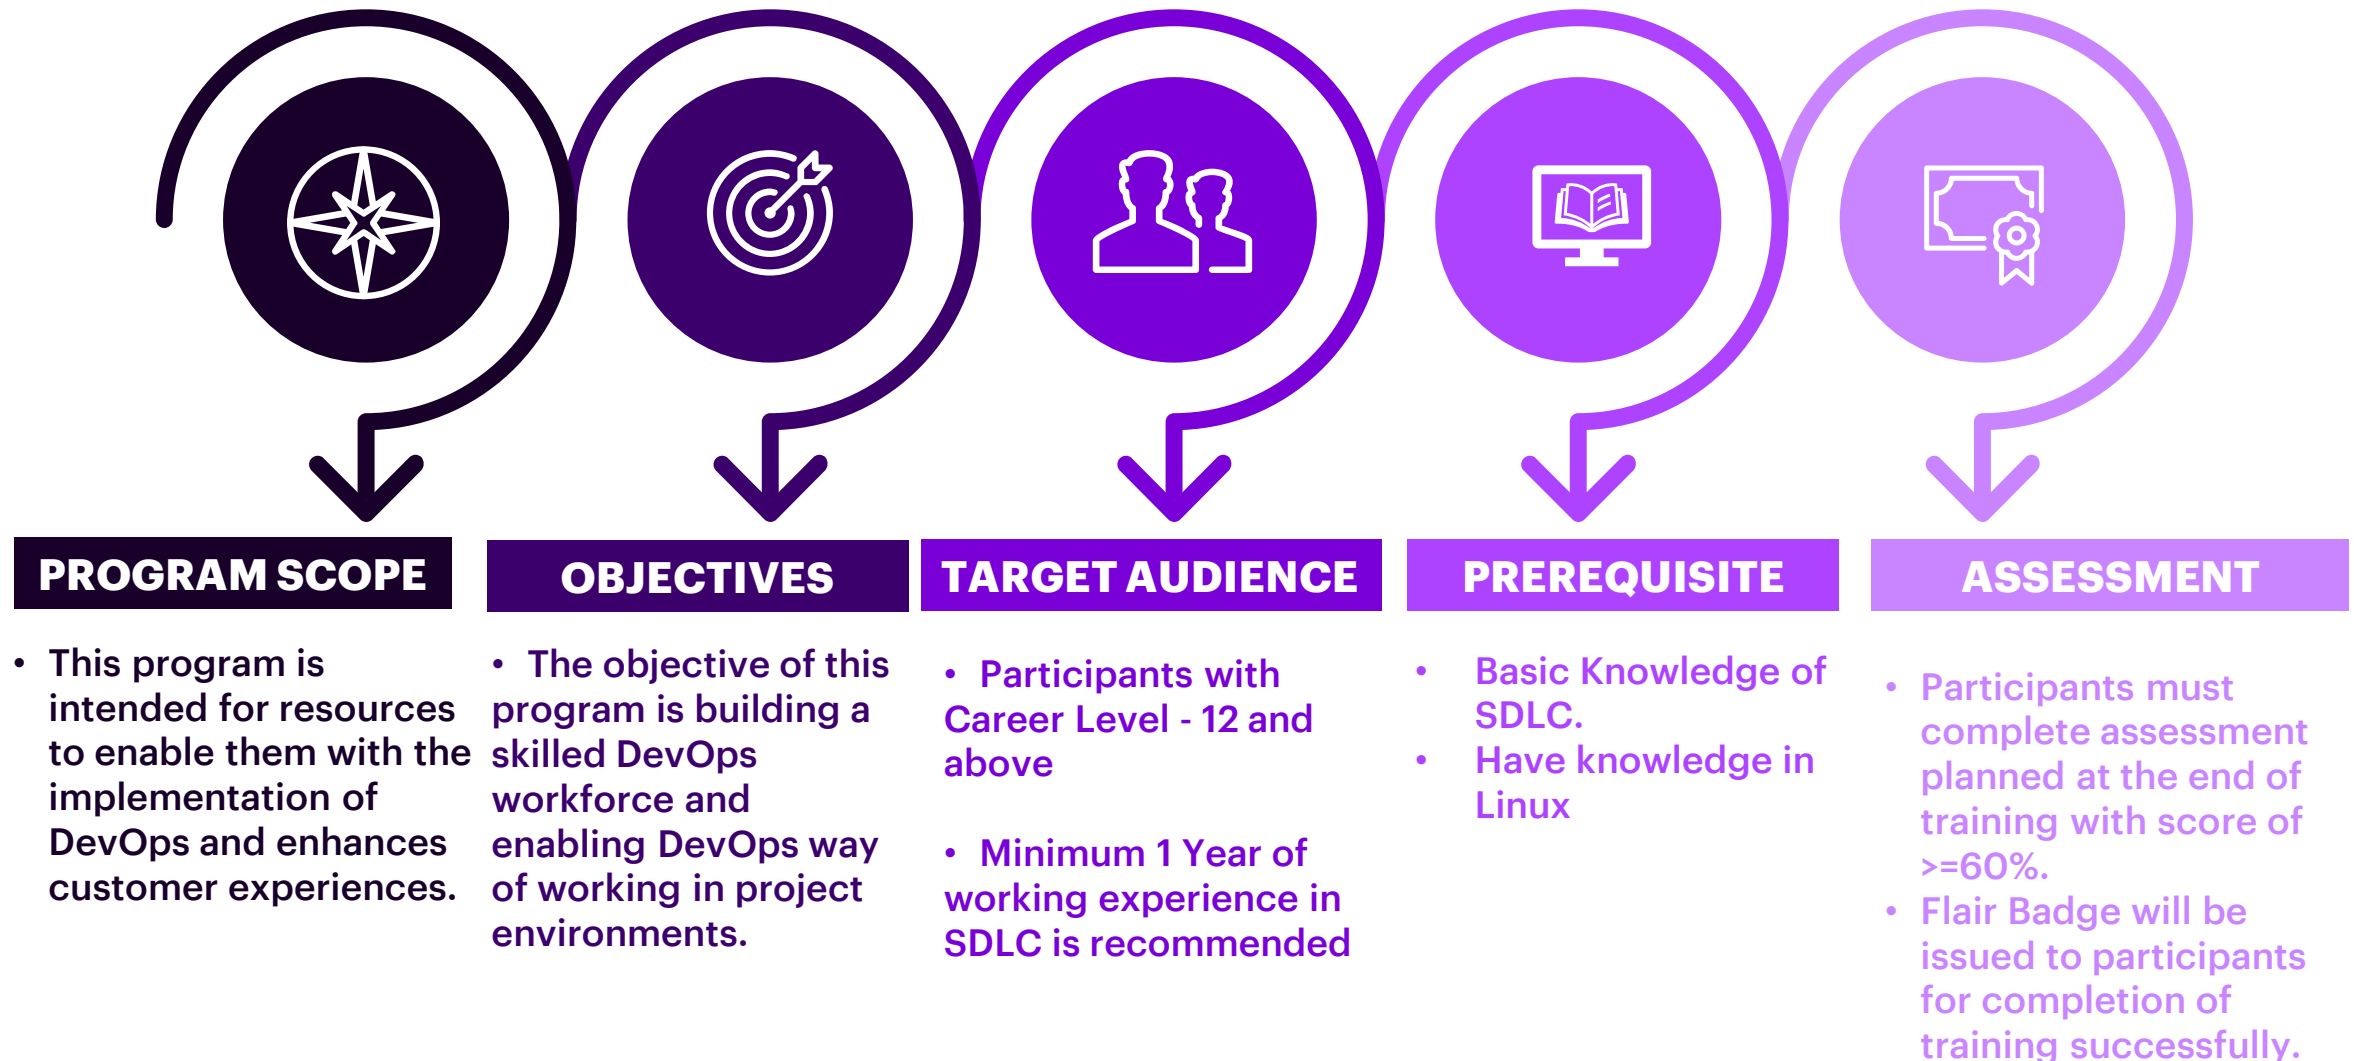 PROGRAM SCOPE
• This program is
intended for resources
to enable them with the
implementation of
DevOps and enhances
customer experiences.
OBJECTIVES
• The objective of this
program is building a
skilled DevOps
workforce and
enabling DevOps way
of working in project
environments.
TARGET AUDIENCE
• Participants with
Career Level - 12 and
above
• Minimum 1 Year of
working experience in
SDLC is recommended
PREREQUISITE
• Basic Knowledge of
SDLC.
• Have knowledge in
Linux
ASSESSMENT
• Participants must
complete assessment
planned at the end of
training with score of
>=60%.
• Flair Badge will be
issued to participants
for completion of
training successfully.